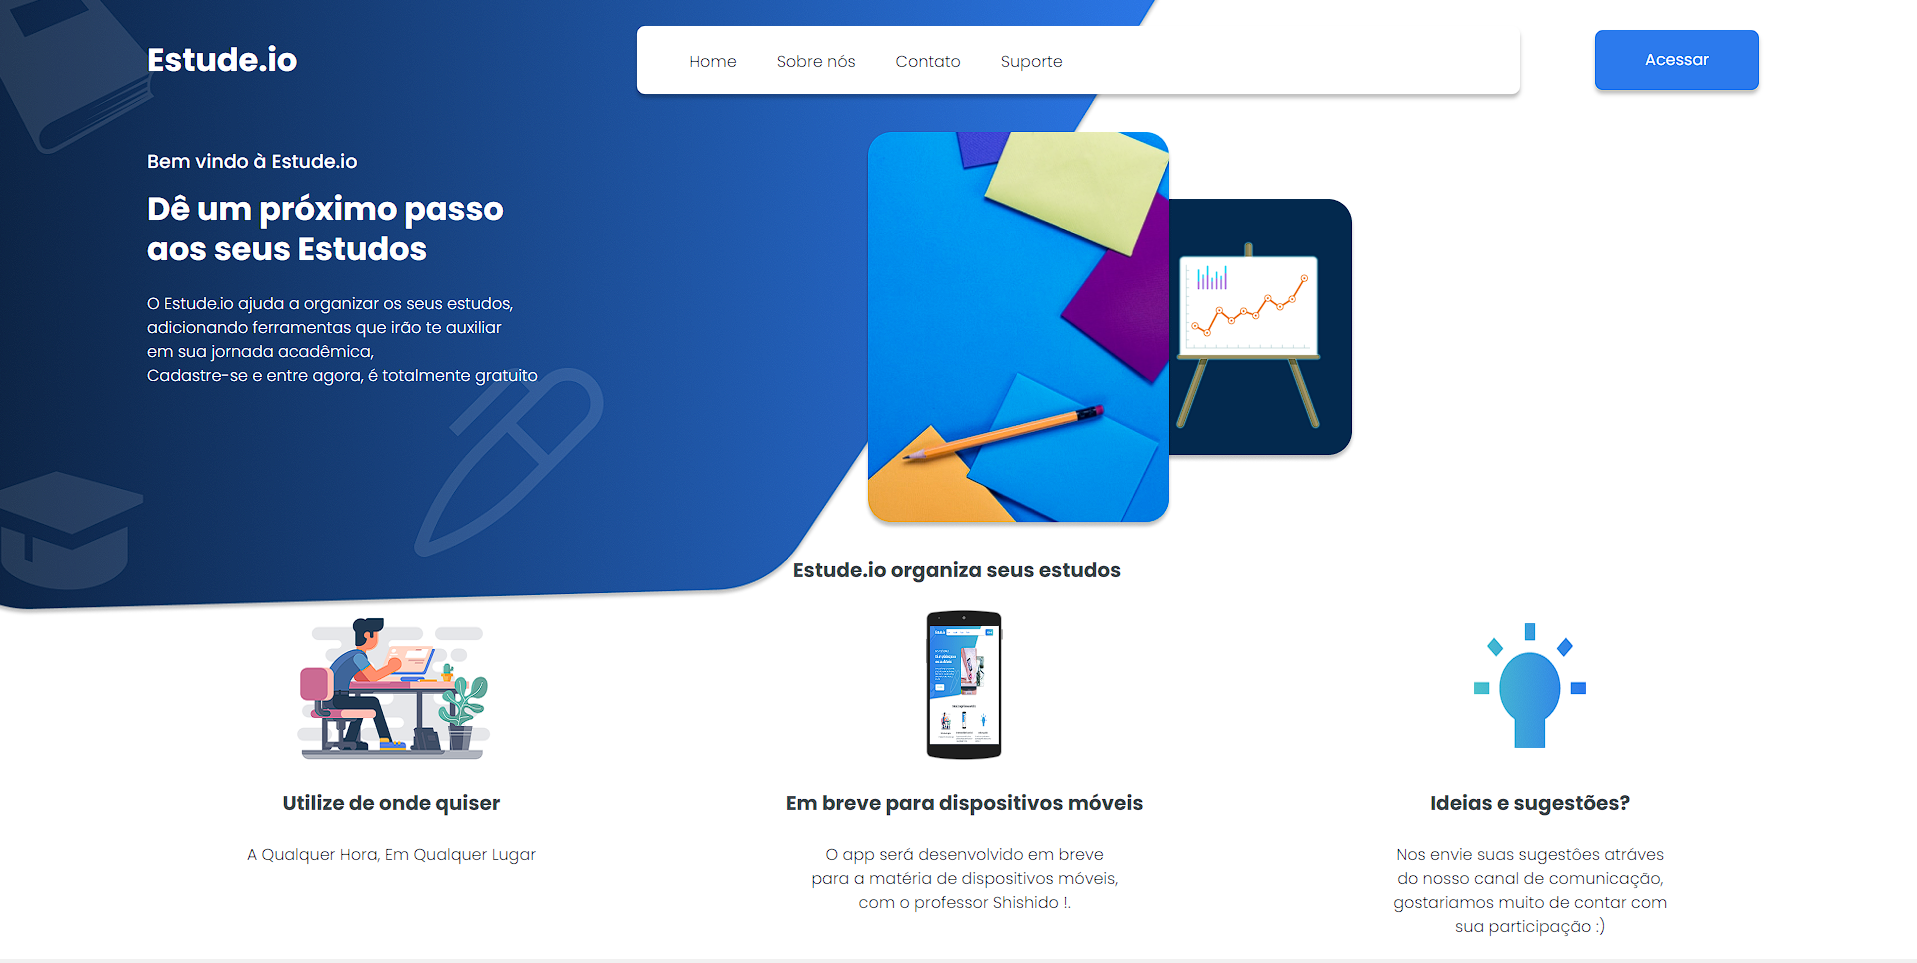 Estude.io
Home
Sobre nós
Contato
Suporte
Acessar
Bem vindo à Estude.io
Dê um próximo passo
aos seus Estudos
O Estude.io ajuda a organizar os seus estudos,
adicionando ferramentas que irão te auxiliar
em sua jornada acadêmica,
Cadastre-se e entre agora, é totalmente gratuito
Estude.io organiza seus estudos
Utilize de onde quiser
A Qualquer Hora, Em Qualquer Lugar
Em breve para dispositivos móveis
O app será desenvolvido em breve
para a matéria de dispositivos móveis,
com o professor Shishido !.
Ideias e sugestões?
Nos envie suas sugestões atráves
do nosso canal de comunicação,
gostariamos muito de contar com
sua participação :)